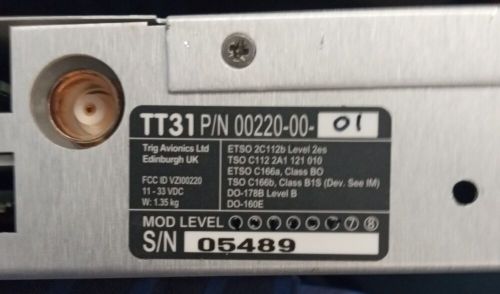 TT31 P/N 00220-00- 01
Trig Avionics Ltd
Edinburgh UK
FCC ID VZI00220
11 - 33 VDC
W: 1.35 kg
ETSO 2C112b Level 2es
TSO C112 2A1 121 010
ETSO C166a, Class BO
TSO C166b, Class B1S (Dev. See IM)
DO-178B Level B
DO-160E
MOD LEVEL 7 8
S/N 05489